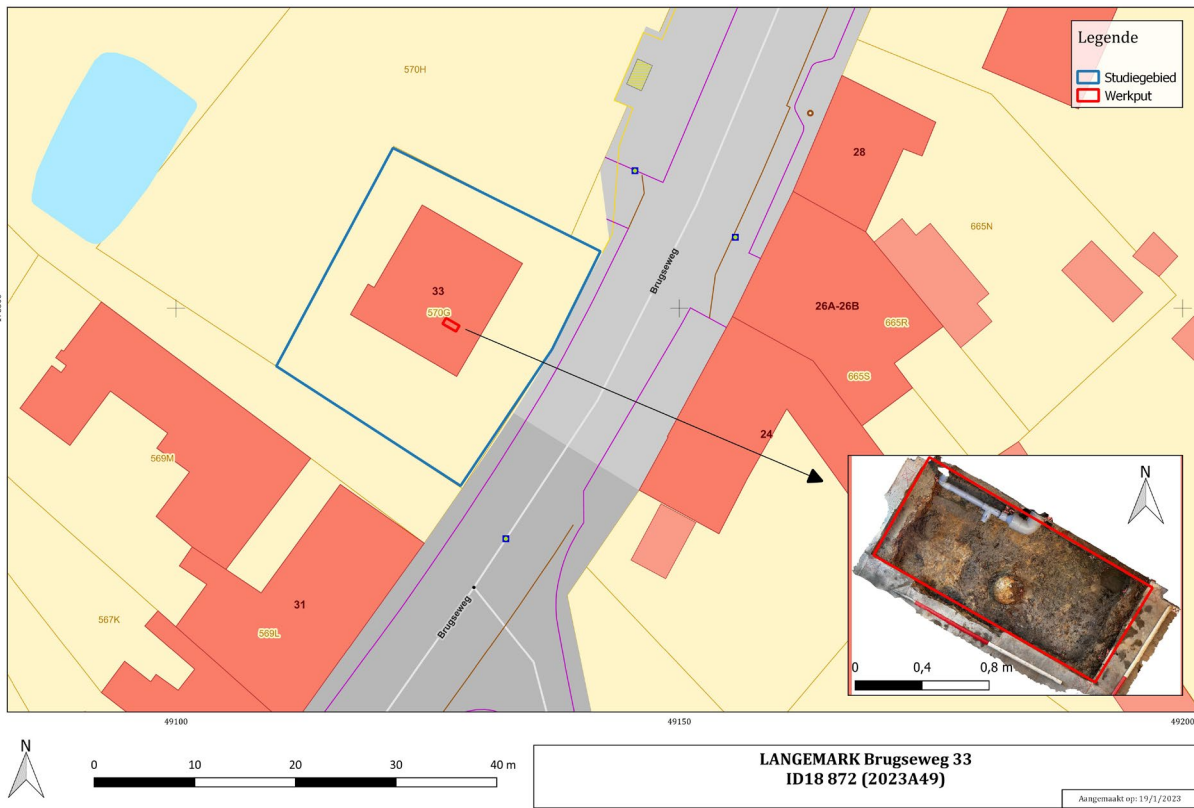 Legende
Studiegebied
Werkput
570H
28
665N
33
570G
Brugseweg
26A-26B
665R
665S
24
569M
31
569L
567K
Brugseweg
N
0 0,4 0,8 m
49100 49150 49200
N
0 10 20 30 40 m
LANGEMARK Brugseweg 33
ID18 872 (2023A49)
Aangemaakt op: 19/1/2023